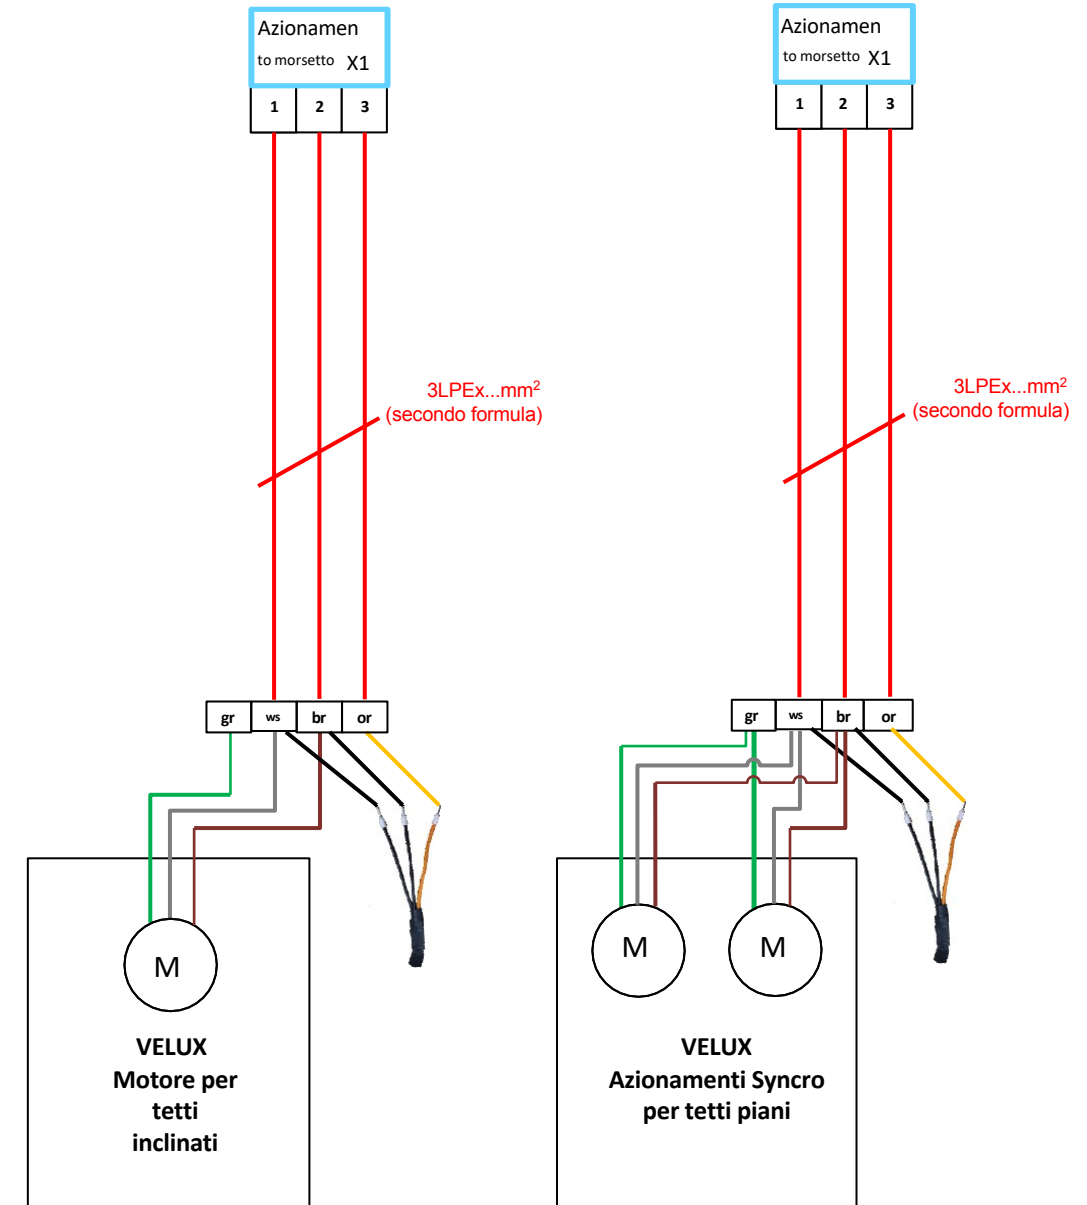 Azionamen
to morsetto X1
1 2 3
3LPEx...mm²
(secondo formula)
gr ws br or
M
VELUX
Motore per
tetti
inclinati
Azionamen
to morsetto X1
1 2 3
3LPEx...mm²
(secondo formula)
gr ws br or
M M
VELUX
Azionamenti Syncro
per tetti piani